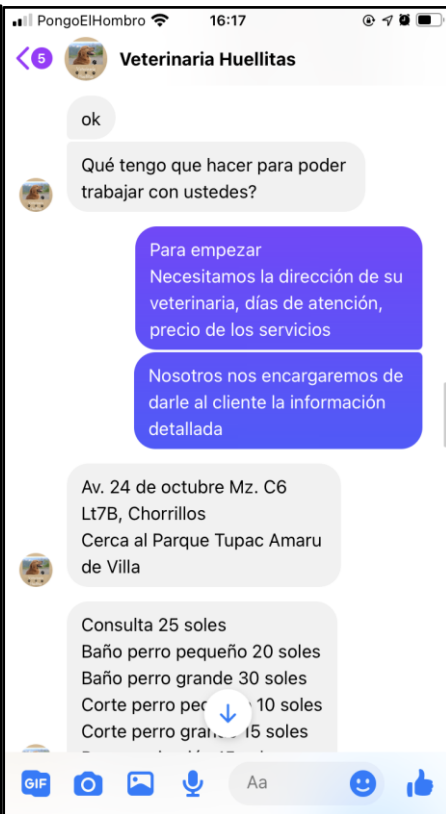 PongoElHombro 16:17
5 Veterinaria Huellitas
ok
Qué tengo que hacer para poder
trabajar con ustedes?
Para empezar
Necesitamos la dirección de su
veterinaria, días de atención,
precio de los servicios
Nosotros nos encargaremos de
darle al cliente la información
detallada
Av. 24 de octubre Mz. C6
Lt7B, Chorrillos
Cerca al Parque Tupac Amaru
de Villa
Consulta 25 soles
Baño perro pequeño 20 soles
Baño perro grande 30 soles
Corte perro 10 soles
Corte perro 15 soles
GIF Aa